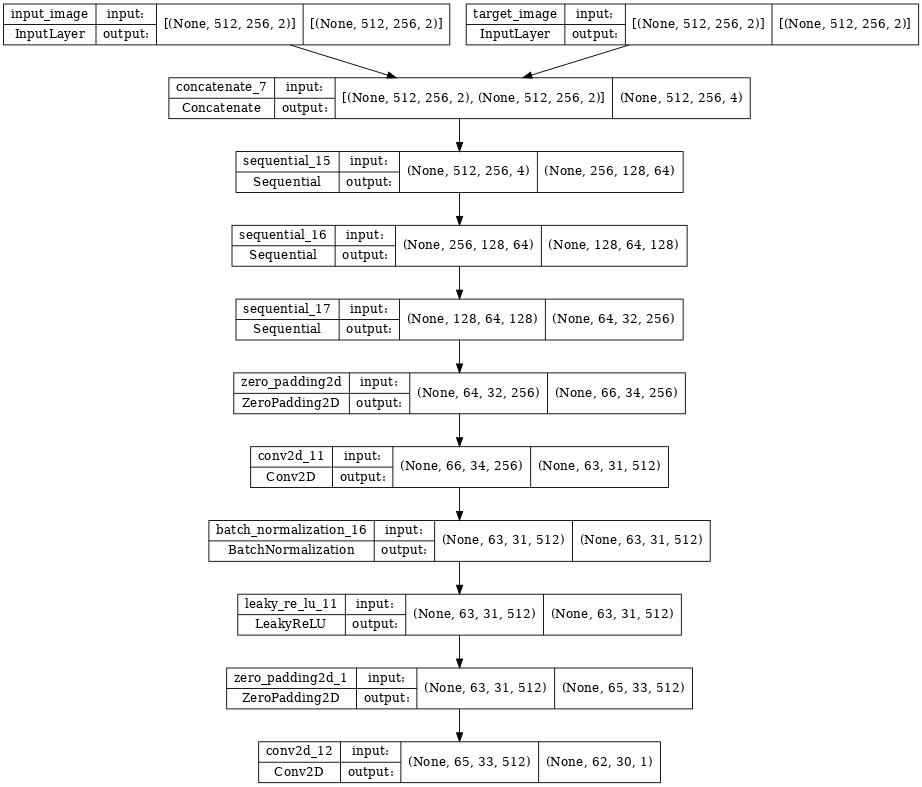 input_image input: [(None, 512, 256, 2)] [(None, 512, 256, 2)]
InputLayer output:
target_image input: [(None, 512, 256, 2)] [(None, 512, 256, 2)]
InputLayer output:
concatenate_7 input: [(None, 512, 256, 2), (None, 512, 256, 2)] (None, 512, 256, 4)
Concatenate output:
sequential_15 input: (None, 512, 256, 4) (None, 256, 128, 64)
Sequential output:
sequential_16 input: (None, 256, 128, 64) (None, 128, 64, 128)
Sequential output:
sequential_17 input: (None, 128, 64, 128) (None, 64, 32, 256)
Sequential output:
zero_padding2d input: (None, 64, 32, 256) (None, 66, 34, 256)
ZeroPadding2D output:
conv2d_11 input: (None, 66, 34, 256) (None, 63, 31, 512)
Conv2D output:
batch_normalization_16 input: (None, 63, 31, 512) (None, 63, 31, 512)
BatchNormalization output:
leaky_re_lu_11 input: (None, 63, 31, 512) (None, 63, 31, 512)
LeakyReLU output:
zero_padding2d_1 input: (None, 63, 31, 512) (None, 65, 33, 512)
ZeroPadding2D output:
conv2d_12 input: (None, 65, 33, 512) (None, 62, 30, 1)
Conv2D output: